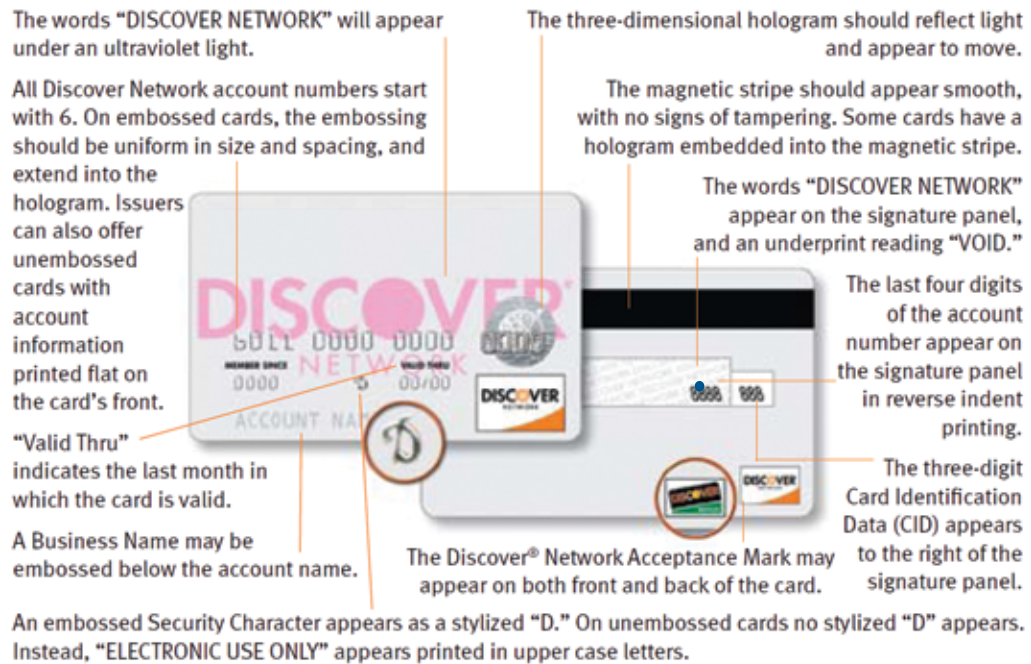 The words “DISCOVER NETWORK” will appear
under an ultraviolet light.
All Discover Network account numbers start
with 6. On embossed cards, the embossing
should be uniform in size and spacing, and
extend into the
hologram. Issuers
can also offer
unembossed
cards with
account
information
printed flat on
the card’s front.
“Valid Thru”
indicates the last month in
which the card is valid.
A Business Name may be
embossed below the account name.
The three-dimensional hologram should reflect light
and appear to move.
The magnetic stripe should appear smooth,
with no signs of tampering. Some cards have a
hologram embedded into the magnetic stripe.
The words “DISCOVER NETWORK”
appear on the signature panel,
and an underprint reading “VOID.”
The last four digits
of the account
number appear on
the signature panel
in reverse indent
printing.
The three-digit
Card Identification
Data (CID) appears
to the right of the
signature panel.
DISCOVER
NETWORK
6011 0000 0000
MEMBER SINCE VALID THRU
0000 00/00
ACCOUNT NAM
D
DISCOVER
NETWORK
0000 000
DISCOVER
DISCOVER
The Discover® Network Acceptance Mark may
appear on both front and back of the card.
An embossed Security Character appears as a stylized “D.” On unembossed cards no stylized “D” appears.
Instead, “ELECTRONIC USE ONLY” appears printed in upper case letters.